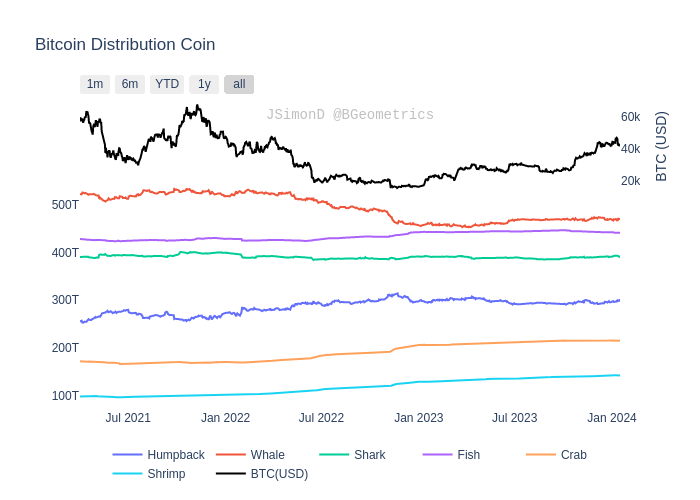 Bitcoin Distribution Coin
1m 6m YTD 1y all
JSimonD @BGeometrics
60k
40k
20k
BTC (USD)
500T
400T
300T
200T
100T
Jul 2021 Jan 2022 Jul 2022 Jan 2023 Jul 2023 Jan 2024
Humpback Whale Shark Fish Crab
Shrimp BTC(USD)